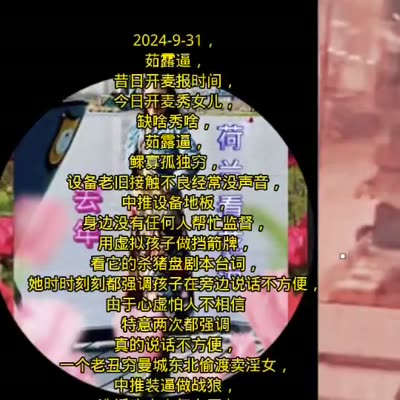 2024-9-31，
茹露逼，
昔日开麦报时间，
今日开麦秀女儿，
缺啥秀啥，
茹露逼，
鳏寡孤独穷，
设备老旧接触不良经常没声音，
中推设备地板，
身边没有任何人帮忙监督，
用虚拟孩子做挡箭牌，
看它的杀猪盘剧本台词，
她时时刻刻都强调孩子在旁边说话不方便，
由于心虚怕人不相信
特意两次都强调
真的说话不方便，
一个老丑穷曼城东北偷渡卖淫女，
中推装逼做战狼，
荷兰看
去年